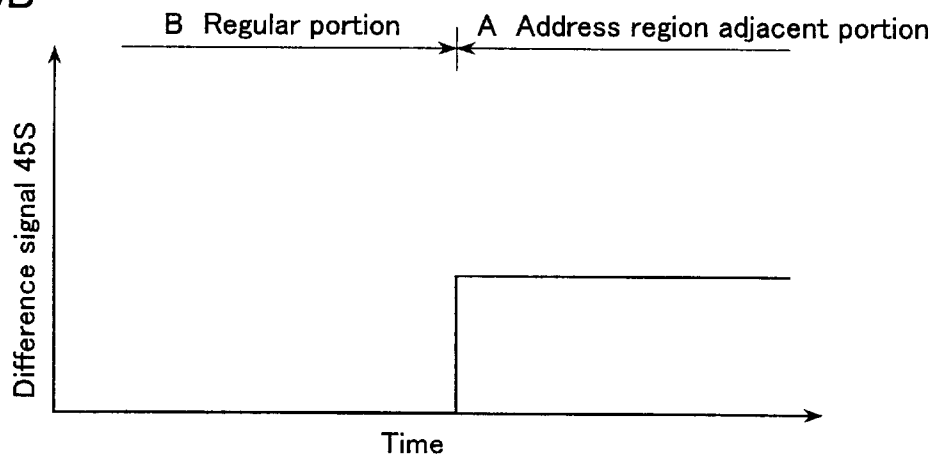 B Regular portion
A Address region adjacent portion
Difference signal 45S
Time